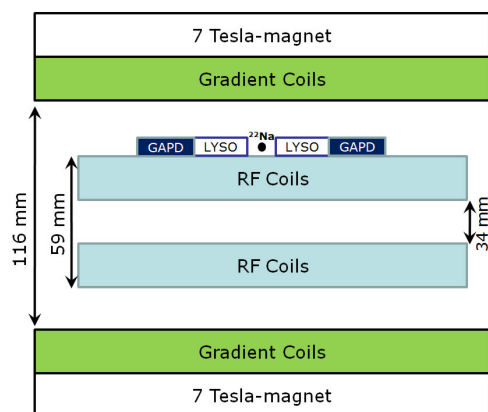 7 Tesla-magnet
Gradient Coils
²²Na
GAPD LYSO LYSO GAPD
RF Coils
116 mm
59 mm
34 mm
RF Coils
Gradient Coils
7 Tesla-magnet